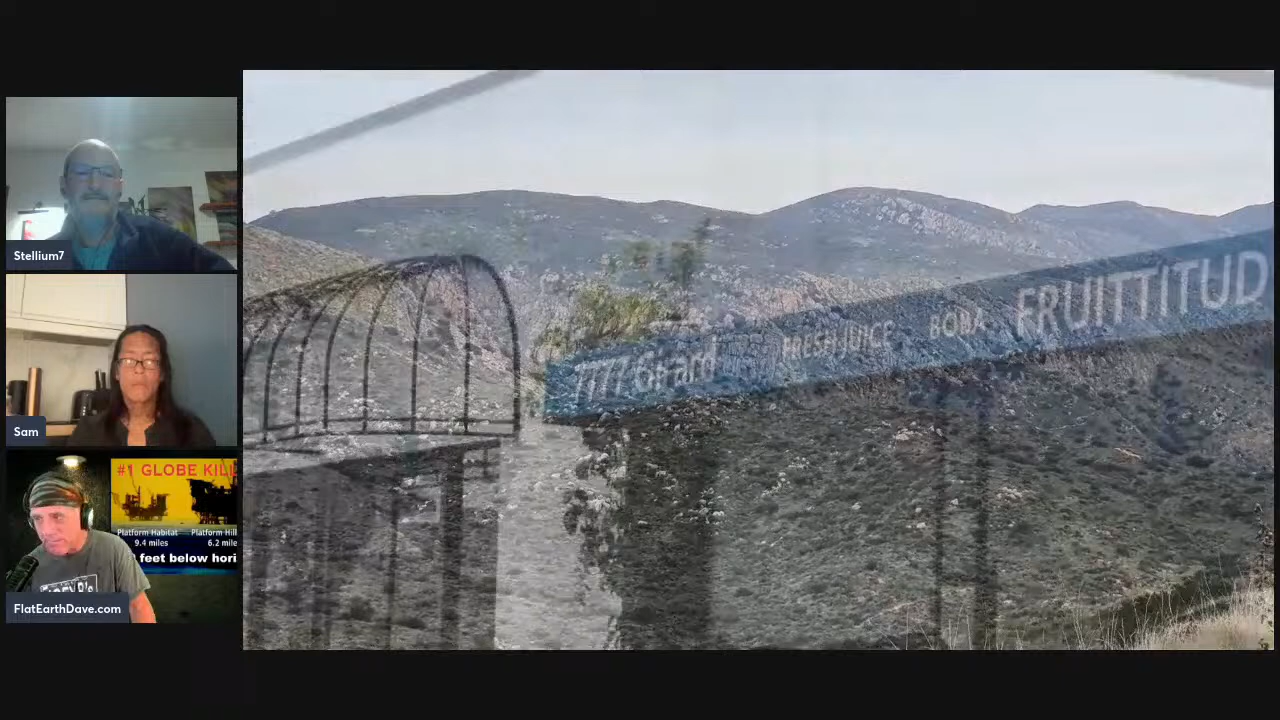 Stellium7
Sam
#1 GLOBE KILL
Platform Habitat Platform Hill
9.4 miles 6.2 mile
feet below hori
FlatEarthDave.com
7777 Girard FRESH JUICE BOBA FRUITTITUD